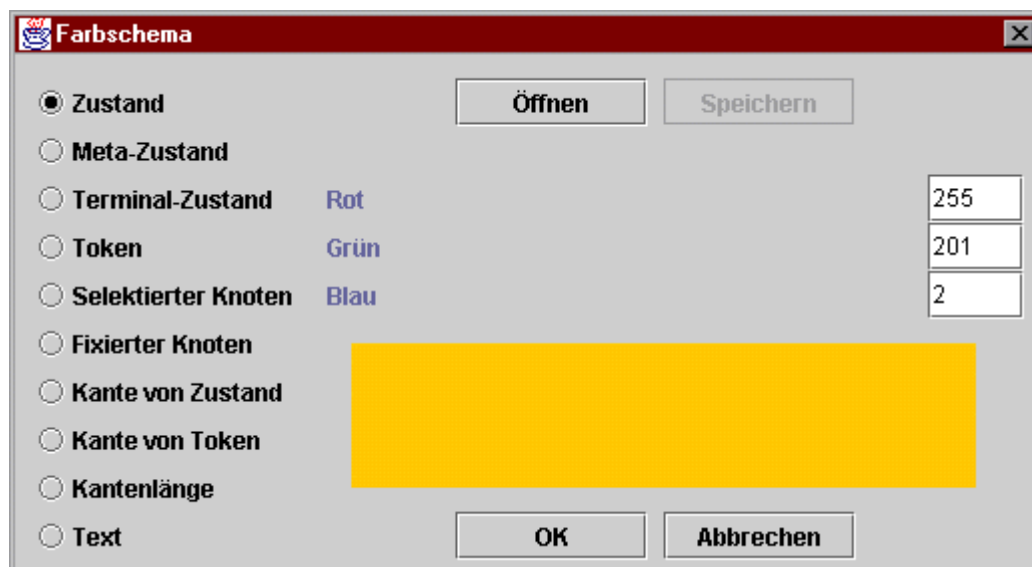 Farbschema
Zustand Öffnen Speichern
Meta-Zustand
Terminal-Zustand Rot 255
Token Grün 201
Selektierter Knoten Blau 2
Fixierter Knoten
Kante von Zustand
Kante von Token
Kantenlänge
Text OK Abbrechen